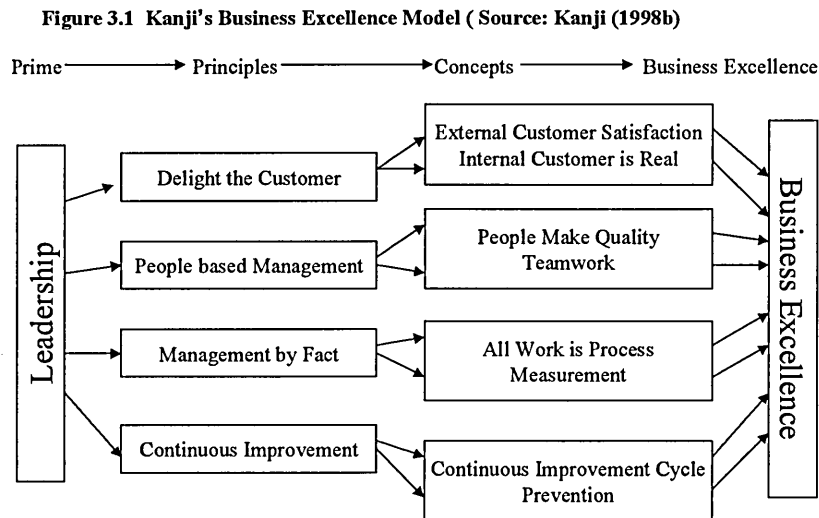 Figure 3.1 Kanji's Business Excellence Model ( Source: Kanji (1998b)
Prime Principles Concepts Business Excellence
Leadership
Delight the Customer
People based Management
Management by Fact
Continuous Improvement
External Customer Satisfaction
Internal Customer is Real
People Make Quality
Teamwork
All Work is Process
Measurement
Continuous Improvement Cycle
Prevention
Business Excellence